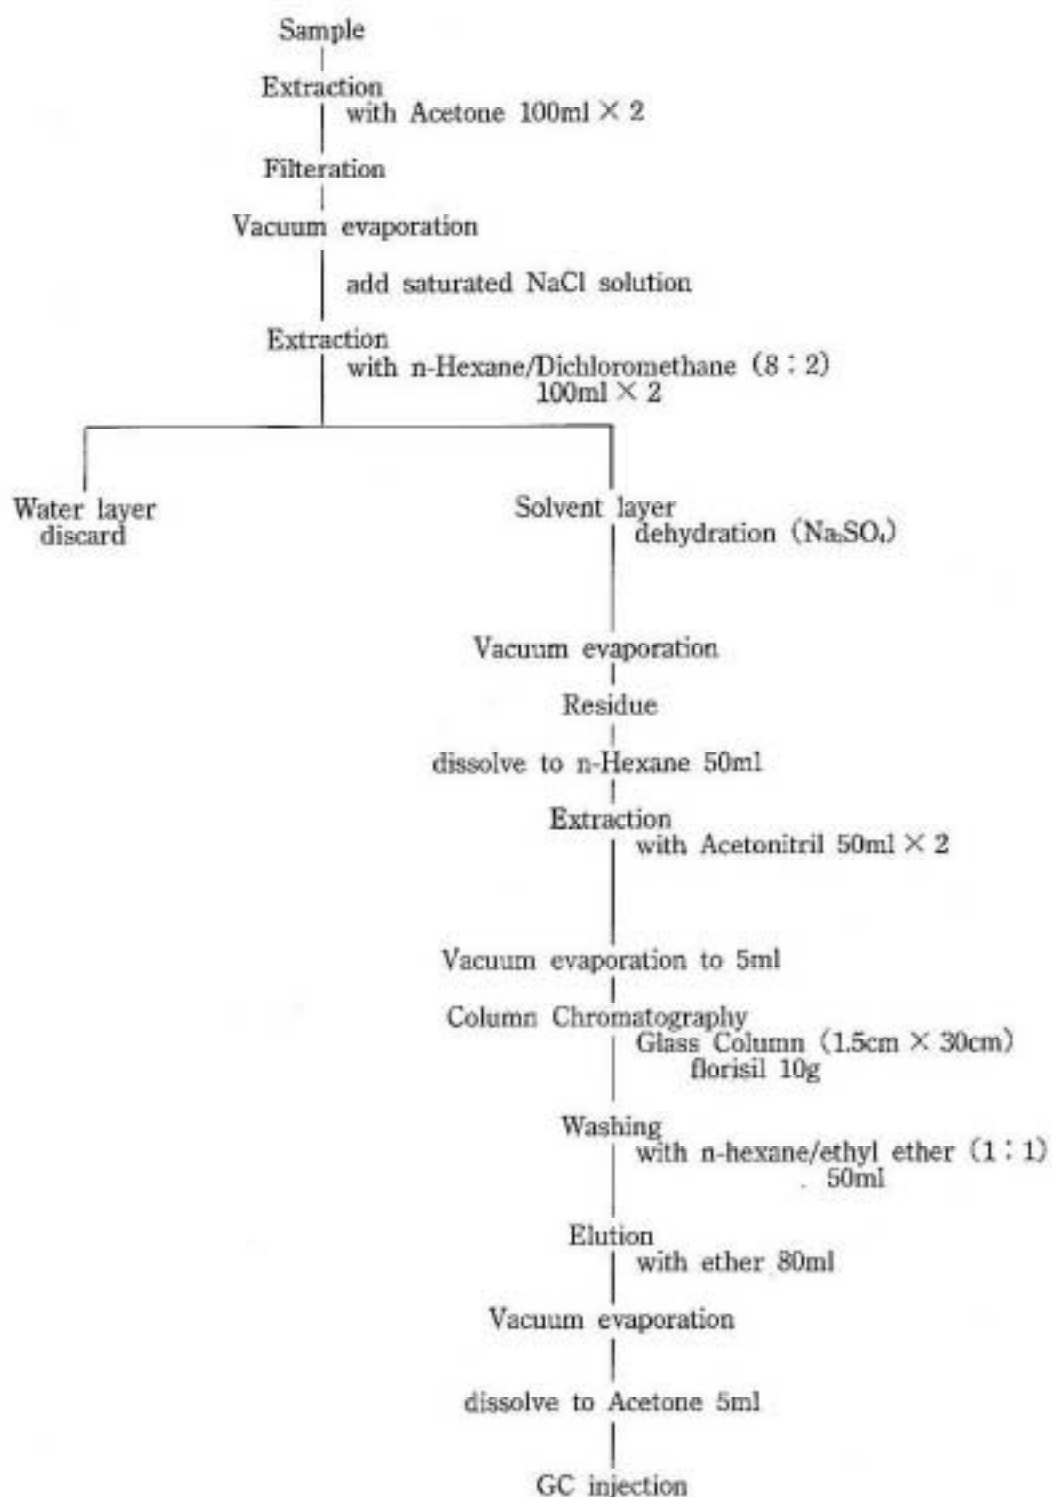 Sample
Extraction
with Acetone 100ml × 2
Filteration
Vacuum evaporation
add saturated NaCl solution
Extraction
with n-Hexane/Dichloromethane (8 : 2)
100ml × 2
Water layer
discard
Solvent layer
dehydration (Na₂SO₄)
Vacuum evaporation
Residue
dissolve to n-Hexane 50ml
Extraction
with Acetonitril 50ml × 2
Vacuum evaporation to 5ml
Column Chromatography
Glass Column (1.5cm × 30cm)
florisil 10g
Washing
with n-hexane/ethyl ether (1 : 1)
50ml
Elution
with ether 80ml
Vacuum evaporation
dissolve to Acetone 5ml
GC injection